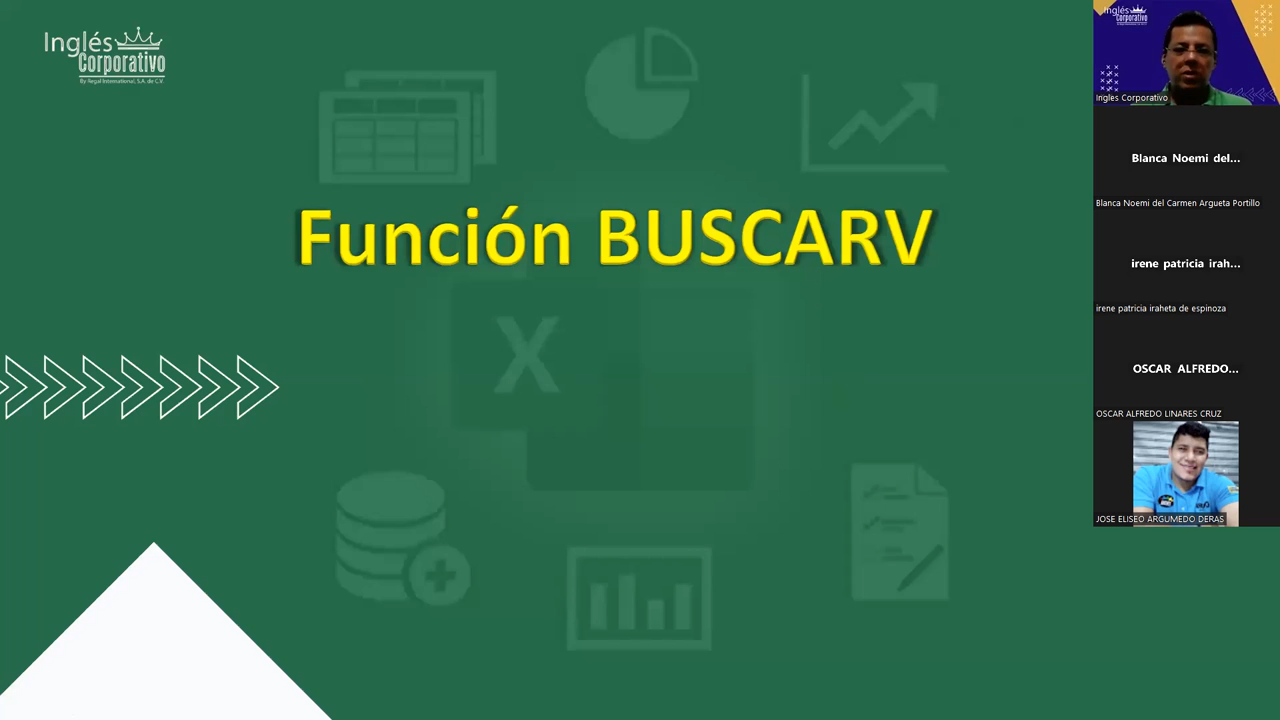 Inglés
Corporativo
By Regal International, S.A. de C.V.
Función BUSCARV
X
Inglés
Corporativo
Ingles Corporativo
Blanca Noemi del...
Blanca Noemi del Carmen Argueta Portillo
irene patricia irah...
irene patricia iraheta de espinoza
OSCAR ALFREDO...
OSCAR ALFREDO LINARES CRUZ
JOSE ELISEO ARGUMEDO DERAS